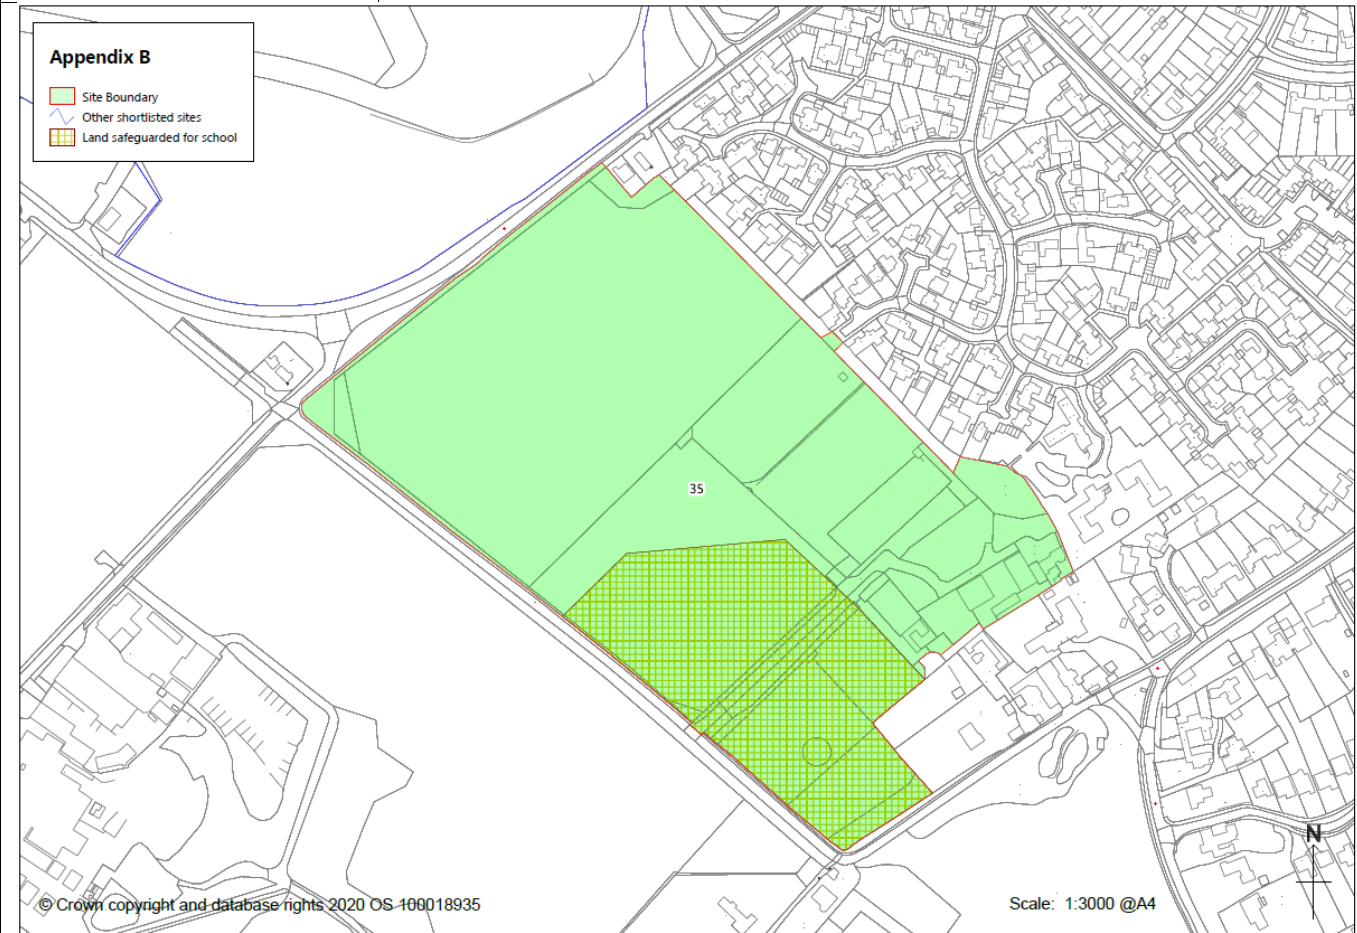 Appendix B
Site Boundary
Other shortlisted sites
Land safeguarded for school
35
N
© Crown copyright and database rights 2020 OS 100018935
Scale: 1:3000 @A4